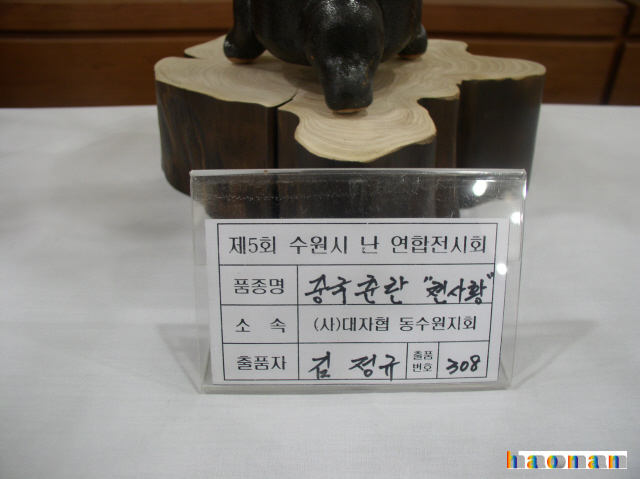 제5회 수원시 난 연합전시회
품종명 중국춘란 "천사황"
소 속 (사)대자협 동수원지회
출품자 김 정규 출품번호 308
haonan